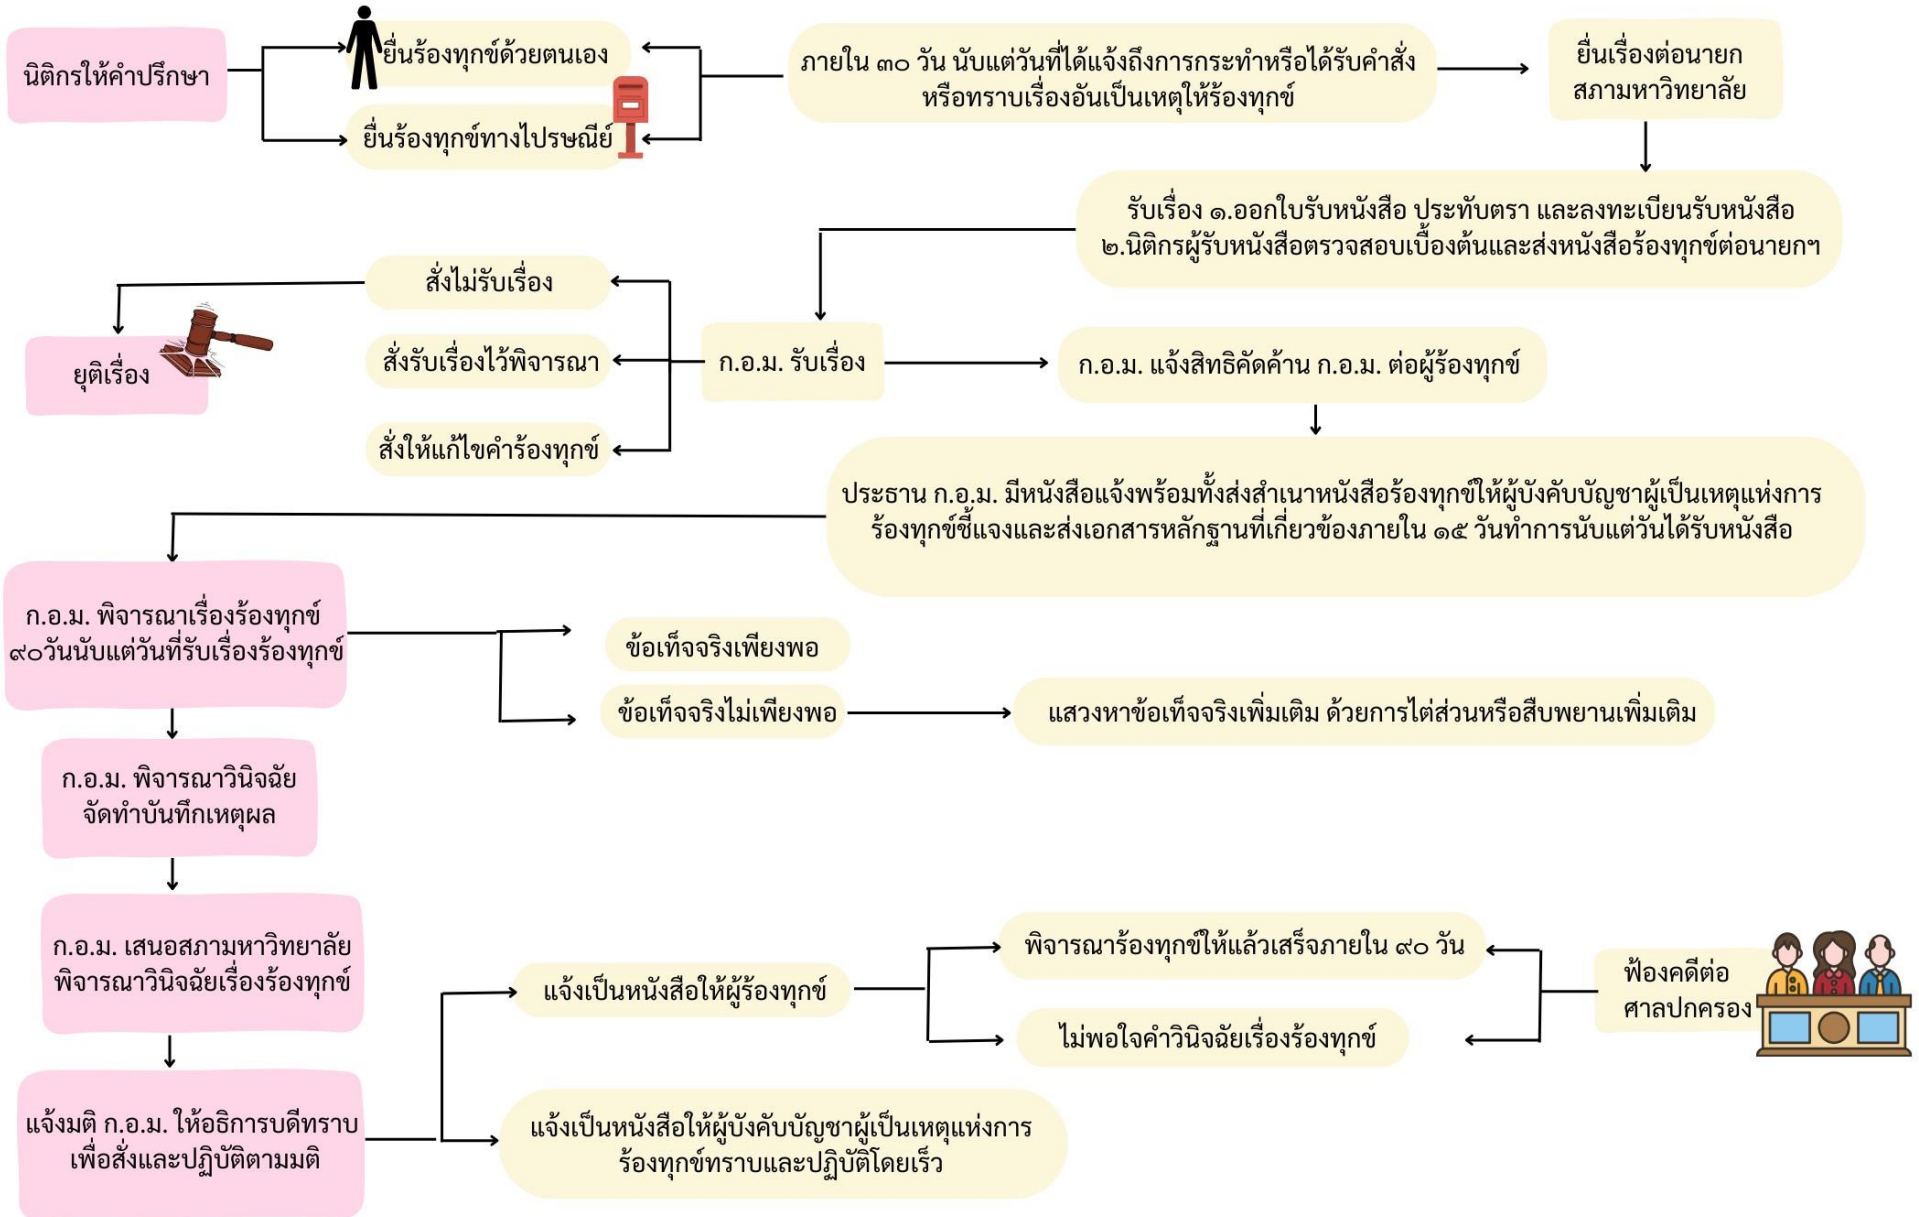 นิติกรให้คำปรึกษา
ยื่นร้องทุกข์ด้วยตนเอง
ยื่นร้องทุกข์ทางไปรษณีย์
ภายใน ๓๐ วัน นับแต่วันที่ได้แจ้งถึงการกระทำหรือได้รับคำสั่ง
หรือทราบเรื่องอันเป็นเหตุให้ร้องทุกข์
ยื่นเรื่องต่อนายก
สภามหาวิทยาลัย
รับเรื่อง ๑.ออกใบรับหนังสือ ประทับตรา และลงทะเบียนรับหนังสือ
๒.นิติกรผู้รับหนังสือตรวจสอบเบื้องต้นและส่งหนังสือร้องทุกข์ต่อนายกฯ
สั่งไม่รับเรื่อง
สั่งรับเรื่องไว้พิจารณา
สั่งให้แก้ไขคำร้องทุกข์
ยุติเรื่อง
ก.อ.ม. รับเรื่อง
ก.อ.ม. แจ้งสิทธิคัดค้าน ก.อ.ม. ต่อผู้ร้องทุกข์
ประธาน ก.อ.ม. มีหนังสือแจ้งพร้อมทั้งส่งสำเนาหนังสือร้องทุกข์ให้ผู้บังคับบัญชาผู้เป็นเหตุแห่งการ
ร้องทุกข์ชี้แจงและส่งเอกสารหลักฐานที่เกี่ยวข้องภายใน ๑๕ วันทำการนับแต่วันได้รับหนังสือ
ก.อ.ม. พิจารณาเรื่องร้องทุกข์
๙๐วันนับแต่วันที่รับเรื่องร้องทุกข์
ข้อเท็จจริงเพียงพอ
ข้อเท็จจริงไม่เพียงพอ
แสวงหาข้อเท็จจริงเพิ่มเติม ด้วยการไต่ส่วนหรือสืบพยานเพิ่มเติม
ก.อ.ม. พิจารณาวินิจฉัย
จัดทำบันทึกเหตุผล
ก.อ.ม. เสนอสภามหาวิทยาลัย
พิจารณาวินิจฉัยเรื่องร้องทุกข์
แจ้งมติ ก.อ.ม. ให้อธิการบดีทราบ
เพื่อสั่งและปฏิบัติตามมติ
แจ้งเป็นหนังสือให้ผู้ร้องทุกข์
แจ้งเป็นหนังสือให้ผู้บังคับบัญชาผู้เป็นเหตุแห่งการ
ร้องทุกข์ทราบและปฏิบัติโดยเร็ว
พิจารณาร้องทุกข์ให้แล้วเสร็จภายใน ๙๐ วัน
ไม่พอใจคำวินิจฉัยเรื่องร้องทุกข์
ฟ้องคดีต่อ
ศาลปกครอง